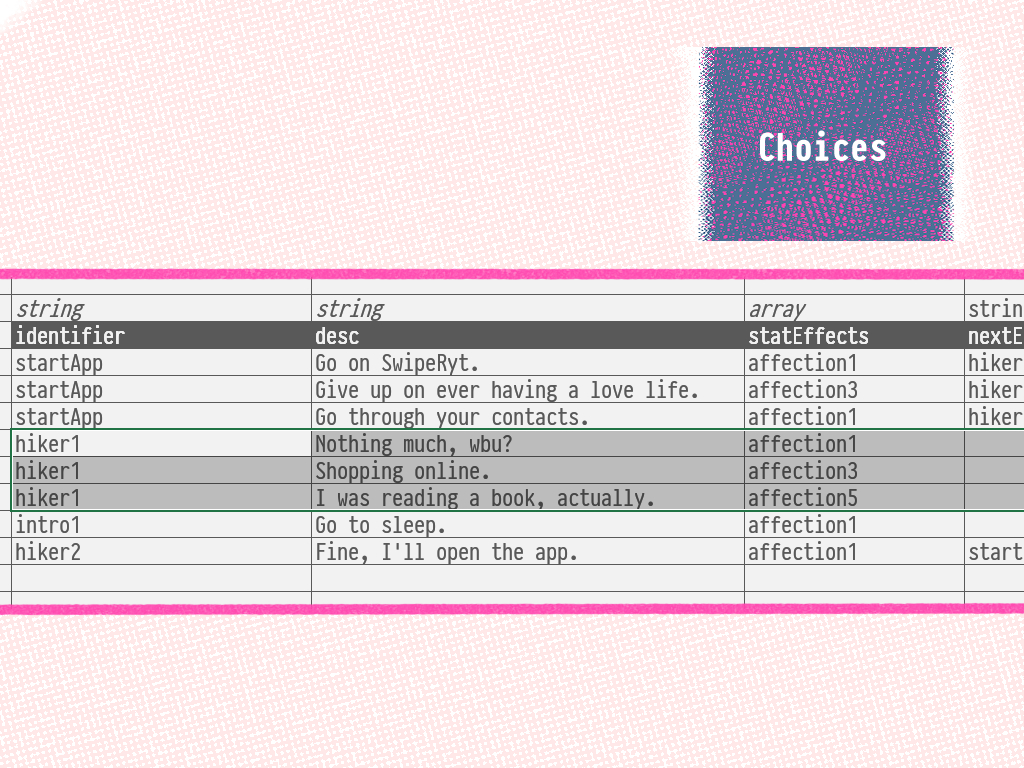 Choices
string string array strin
identifier desc statEffects nextE
startApp Go on SwipeRyt. affection1 hiker
startApp Give up on ever having a love life. affection3 hiker
startApp Go through your contacts. affection1 hiker
hiker1 Nothing much, wbu? affection1
hiker1 Shopping online. affection3
hiker1 I was reading a book, actually. affection5
intro1 Go to sleep. affection1
hiker2 Fine, I'll open the app. affection1 start